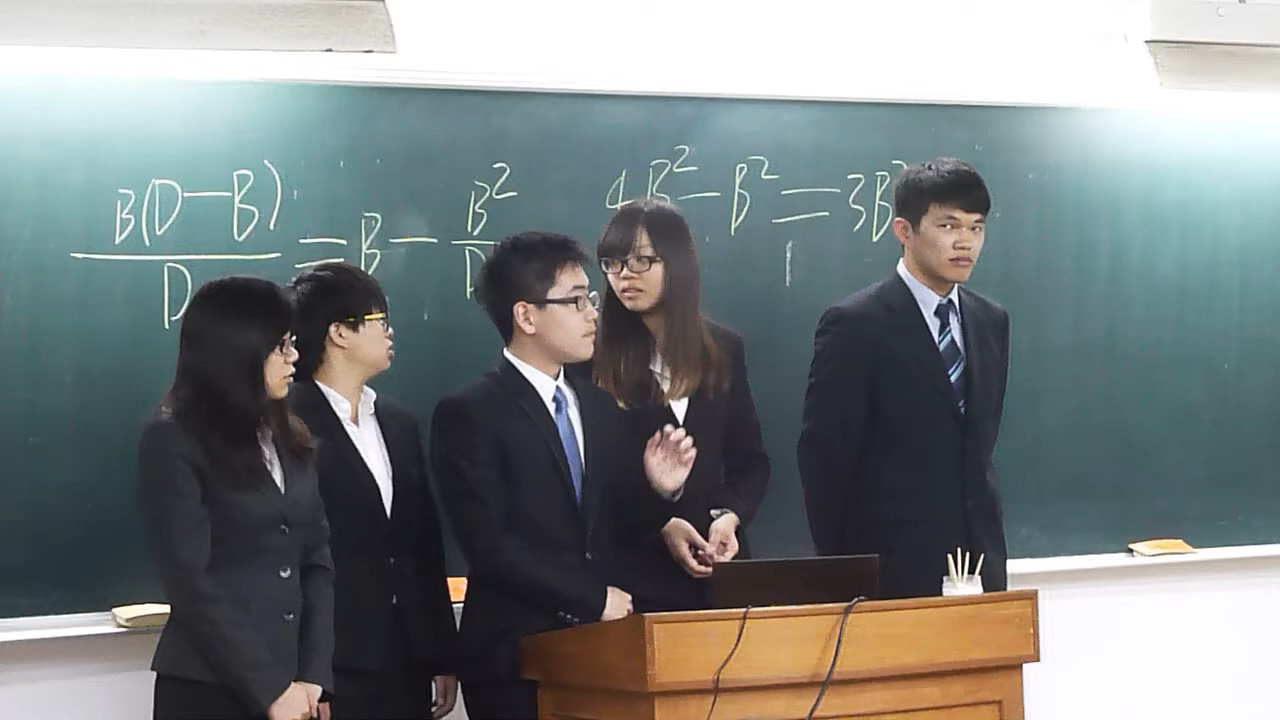 B(D-B)/D = B - B²/D
4B² - B² = 3B²
1